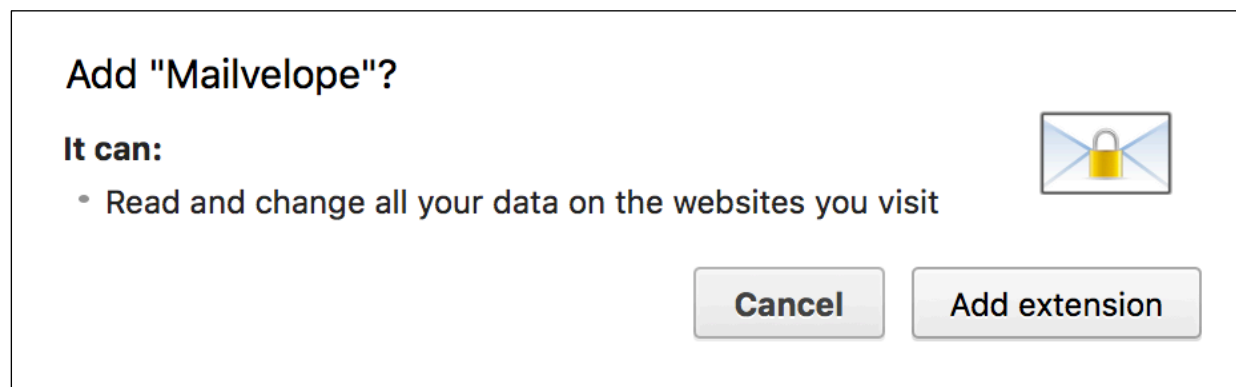 Add "Mailvelope"?
It can:
• Read and change all your data on the websites you visit
Cancel
Add extension